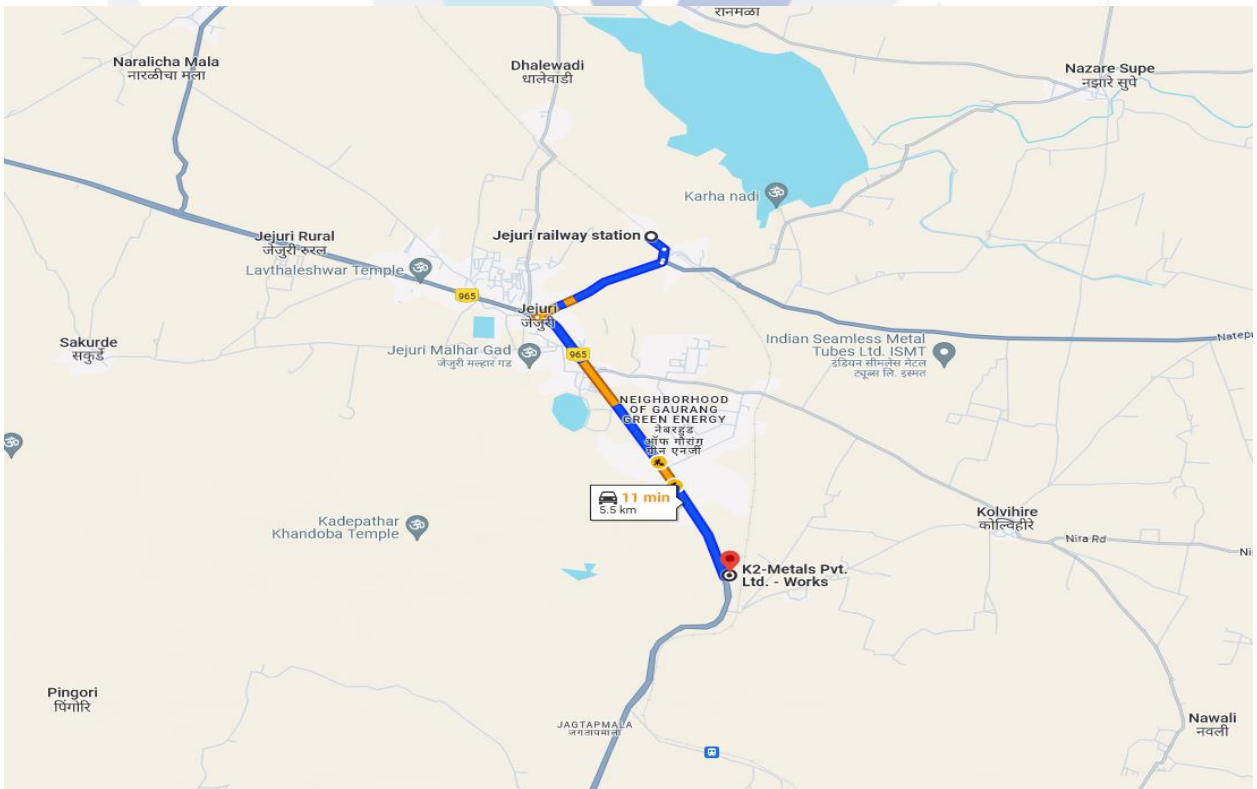 रानमळा
Naralicha Mala
नारळीचा मला
Dhalewadi
धालेवाडी
Nazare Supe
नझारे सुपे
Karha nadi
Jejuri railway station
Jejuri Rural
जेजुरी रुरल
Lavthaleshwar Temple
965
Jejuri
जेजुरी
Sakurde
सकुर्डे
Jejuri Malhar Gad
जेजुरी मल्हार गड
965
Indian Seamless Metal
Tubes Ltd. ISMT
इंडियन सीमलेस मेटल
ट्यूब्स लि. इस्मत
NEIGHBORHOOD
OF GAURANG
GREEN ENERGY
नेबरहूड
ऑफ गौरांग
ग्रीन एनर्जी
11 min
5.5 km
Kadepathar
Khandoba Temple
Kolvihire
कोल्विहीरे
Nira Rd
K2-Metals Pvt.
Ltd. - Works
Pingori
पिंगोरि
JAGTAPMALA
जगतापमाला
Nawali
नवली